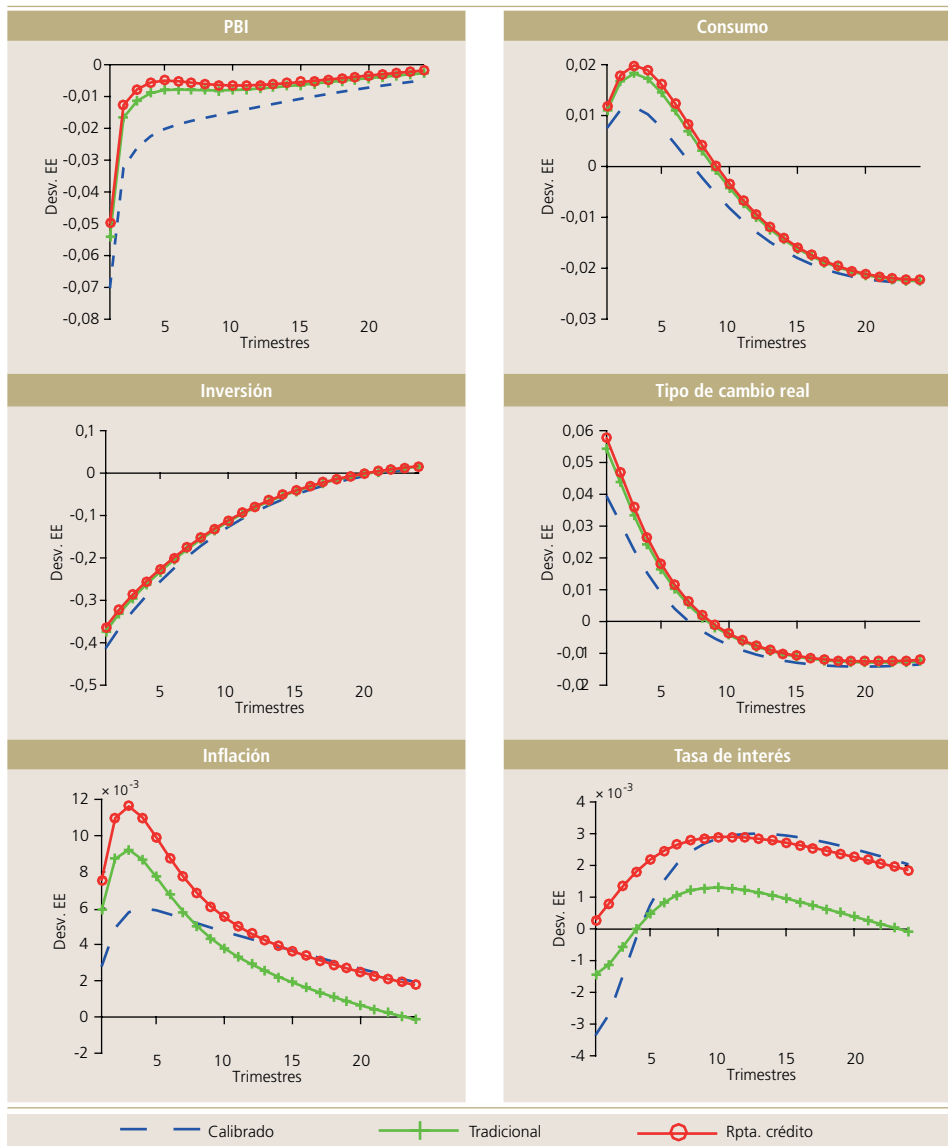 PBI
Desv. EE
0
-0,01
-0,02
-0,03
-0,04
-0,05
-0,06
-0,07
-0,08
5 10 15 20
Trimestres
Consumo
Desv. EE
0,02
0,01
0
-0,01
-0,02
-0,03
5 10 15 20
Trimestres
Inversión
Desv. EE
0,1
0
-0,1
-0,2
-0,3
-0,4
-0,5
5 10 15 20
Trimestres
Tipo de cambio real
Desv. EE
0,06
0,05
0,04
0,03
0,02
0,01
0
-0,01
-0,02
5 10 15 20
Trimestres
Inflación
× 10⁻³
Desv. EE
12
10
8
6
4
2
0
-2
5 10 15 20
Trimestres
Tasa de interés
× 10⁻³
Desv. EE
4
3
2
1
0
-1
-2
-3
-4
5 10 15 20
Trimestres
Calibrado Tradicional Rpta. crédito